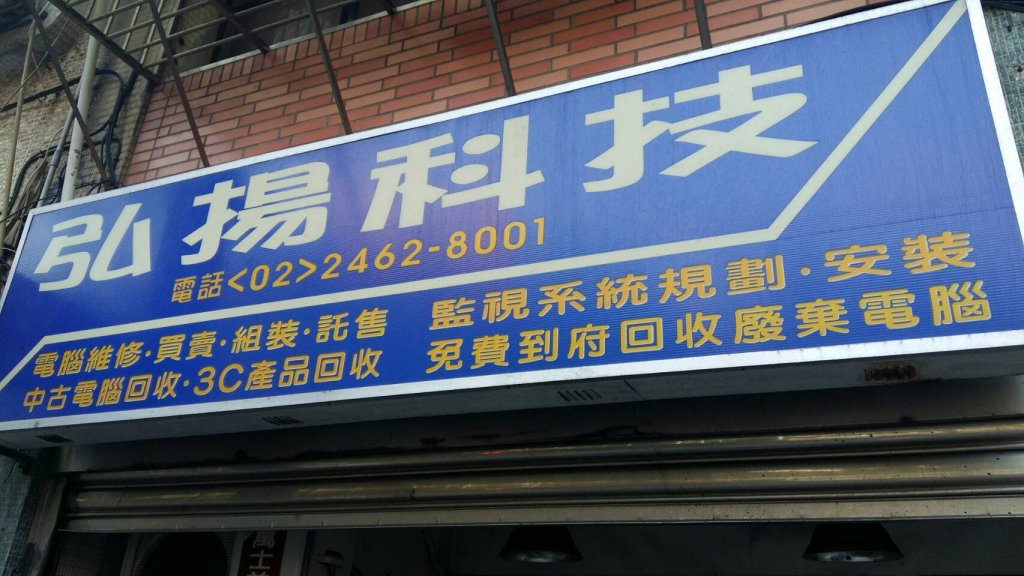 弘揚科技
電話<02>2462-8001
電腦維修·買賣·組裝·託售
中古電腦回收·3C產品回收
監視系統規劃·安裝
免費到府回收廢棄電腦